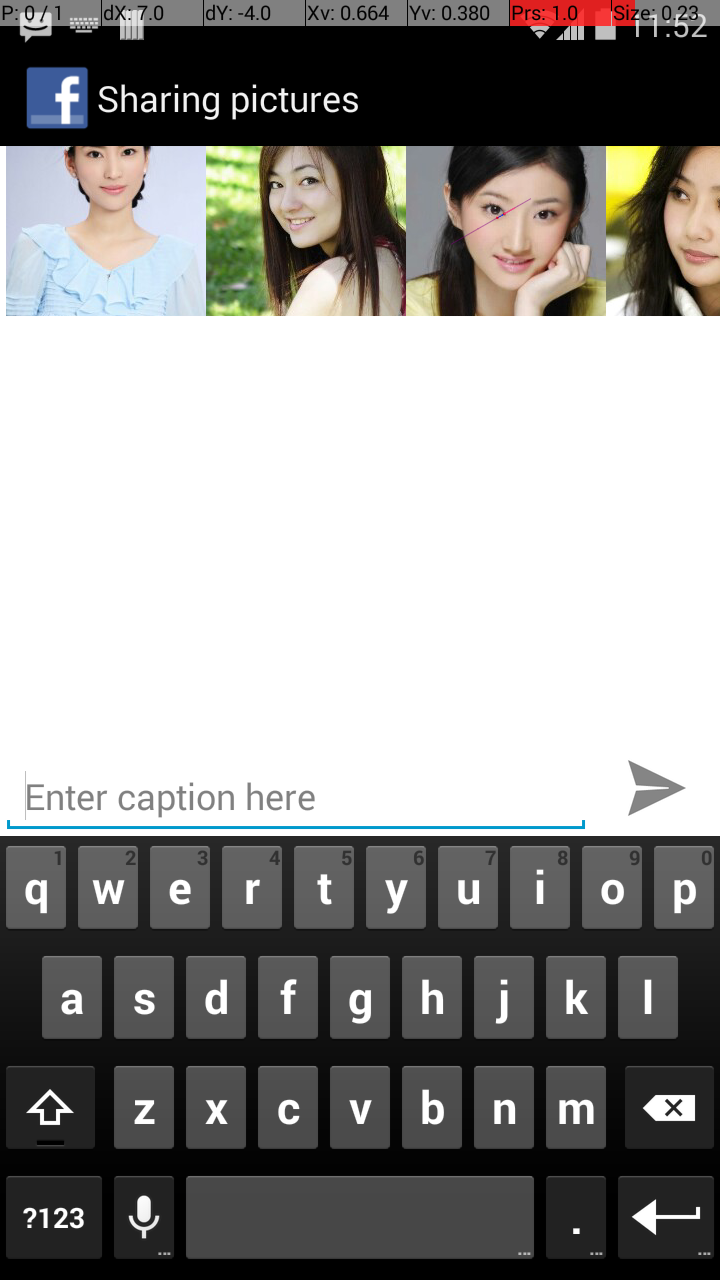 P: 0 / 1 dX: 7.0 dY: -4.0 Xv: 0.664 Yv: 0.380 Prs: 1.0 Size: 0.23
11:52
f Sharing pictures
Enter caption here
1 2 3 4 5 6 7 8 9 0
q w e r t y u i o p
a s d f g h j k l
z x c v b n m
?123 .